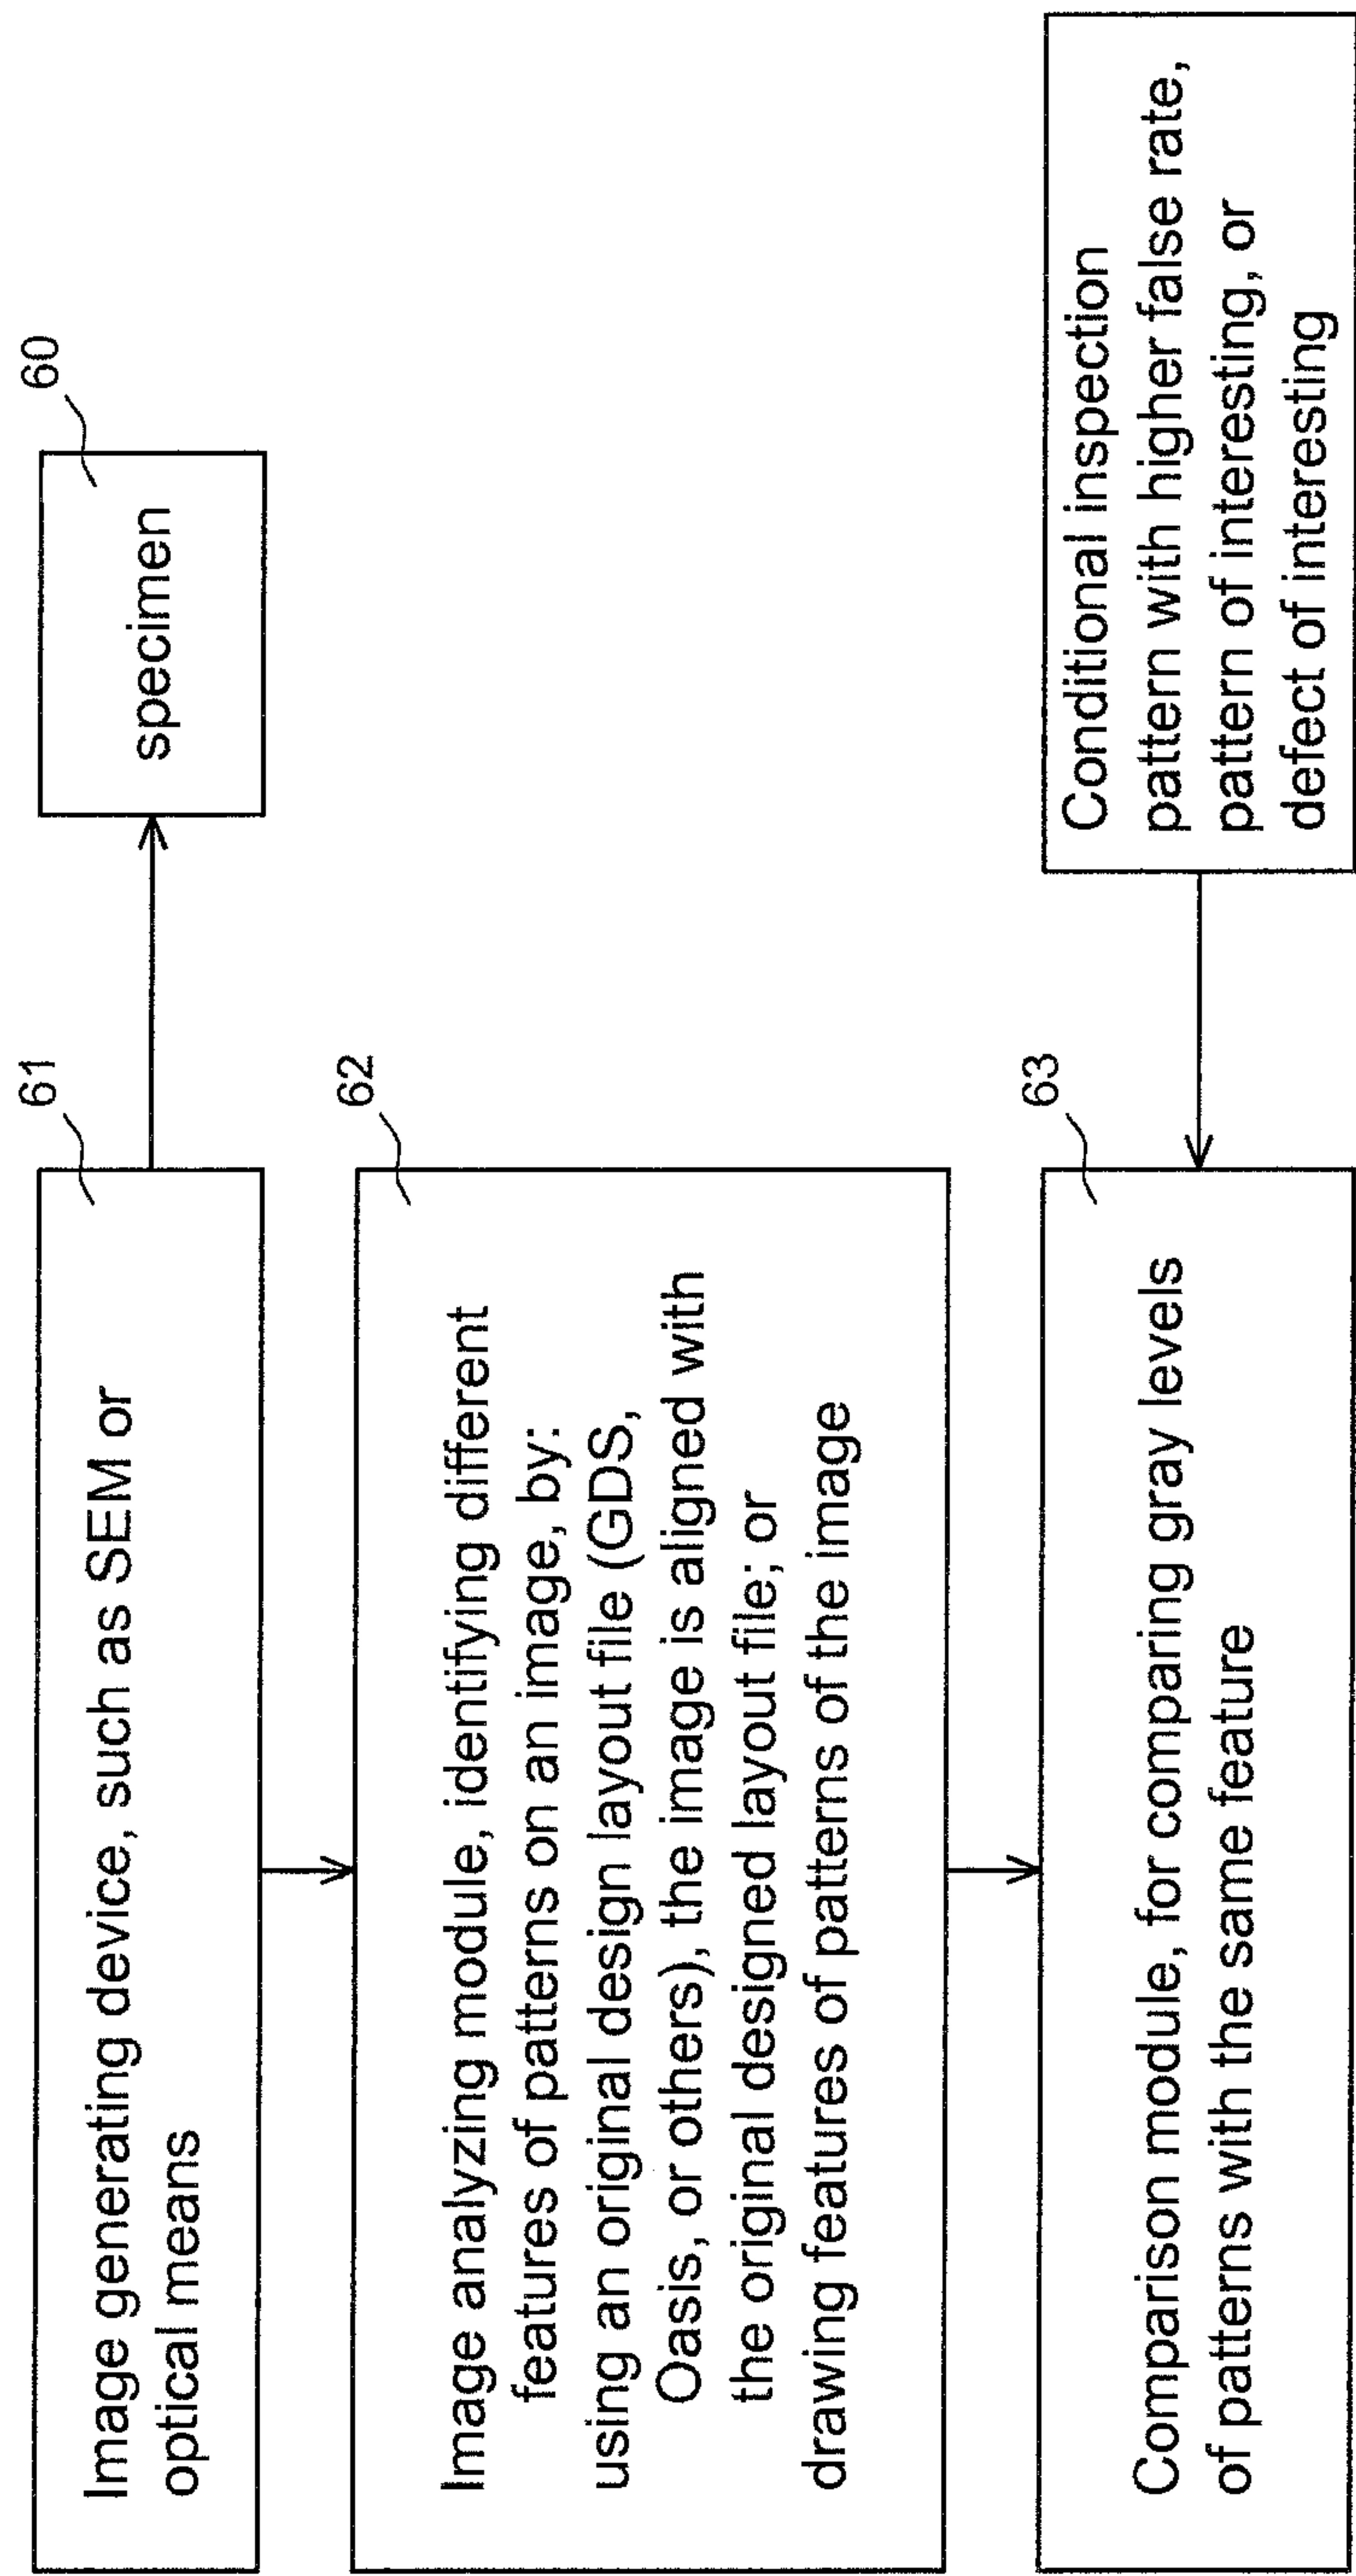 61
Image generating device, such as SEM or
optical means
60
specimen
62
Image analyzing module, identifying different
features of patterns on an image, by:
using an original design layout file (GDS,
Oasis, or others), the image is aligned with
the original designed layout file; or
drawing features of patterns of the image
63
Comparison module, for comparing gray levels
of patterns with the same feature
Conditional inspection
pattern with higher false rate,
pattern of interesting, or
defect of interesting